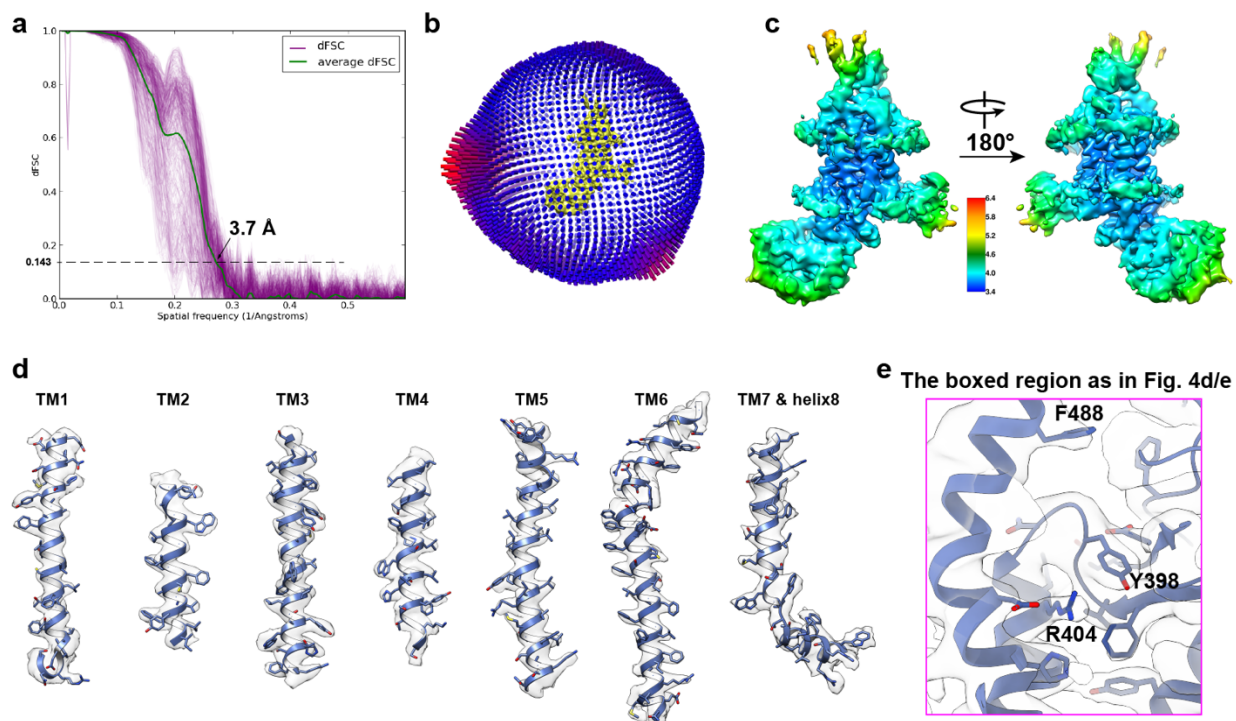 a
1.0
0.8
0.6
0.4
0.2
0.143
0.0
dFSC
dFSC
average dFSC
3.7 Å
0.0
0.1
0.2
0.3
0.4
0.5
Spatial frequency (1/Angstroms)
b
c
180°
6.4
5.8
5.2
4.6
4.0
3.4
d
TM1
TM2
TM3
TM4
TM5
TM6
TM7 & helix8
e
The boxed region as in Fig. 4d/e
F488
Y398
R404